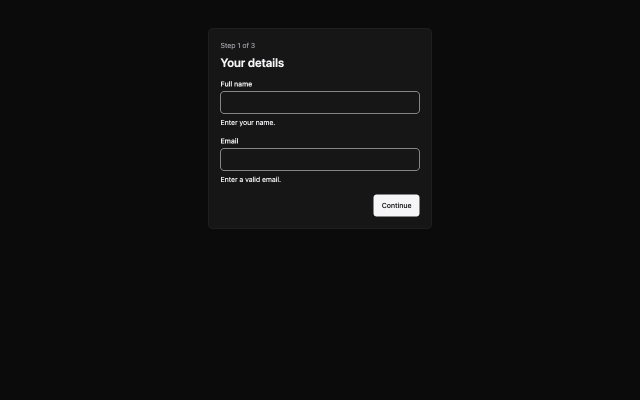 Step 1 of 3
Your details
Full name
Enter your name.
Email
Enter a valid email.
Continue